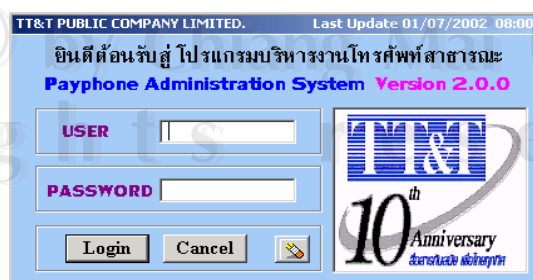 TT&T PUBLIC COMPANY LIMITED. Last Update 01/07/2002 08:00
ยินดีต้อนรับสู่ โปรแกรมบริหารงานโทรศัพท์สาธารณะ
Payphone Administration System Version 2.0.0
USER
PASSWORD
Login Cancel
TT&T
10th Anniversary